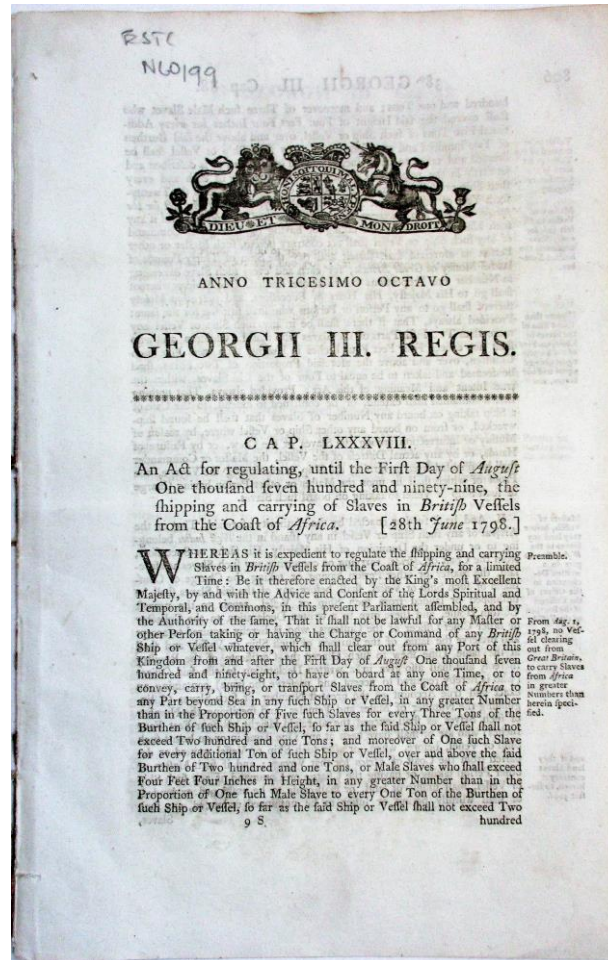 ESTC
N60199
HONI SOIT QUI MAL Y PEN
DIEU ET MON DROIT
ANNO TRICESIMO OCTAVO
GEORGII III. REGIS.
CAP. LXXXVIII.
An Act for regulating, until the Firſt Day of Auguſt
One thouſand ſeven hundred and ninety-nine, the
ſhipping and carrying of Slaves in Britiſh Veſſels
from the Coaſt of Africa. [28th June 1798.]
WHEREAS it is expedient to regulate the ſhipping and carrying
Slaves in Britiſh Veſſels from the Coaſt of Africa, for a limited
Time: Be it therefore enacted by the King's moſt Excellent
Majeſty, by and with the Advice and Conſent of the Lords Spiritual and
Temporal, and Commons, in this preſent Parliament aſſembled, and by
the Authority of the ſame, That it ſhall not be lawful for any Maſter or
other Perſon taking or having the Charge or Command of any Britiſh
Ship or Veſſel whatever, which ſhall clear out from any Port of this
Kingdom from and after the Firſt Day of Auguſt One thouſand ſeven
hundred and ninety-eight, to have on board at any one Time, or to
convey, carry, bring, or tranſport Slaves from the Coaſt of Africa to
any Part beyond Sea in any ſuch Ship or Veſſel, in any greater Number
than in the Proportion of Five ſuch Slaves for every Three Tons of the
Burthen of ſuch Ship or Veſſel, ſo far as the ſaid Ship or Veſſel ſhall not
exceed Two hundred and one Tons; and moreover of One ſuch Slave
for every additional Ton of ſuch Ship or Veſſel, over and above the ſaid
Burthen of Two hundred and one Tons, or Male Slaves who ſhall exceed
Four Feet Four Inches in Height, in any greater Number than in the
Proportion of One ſuch Male Slave to every One Ton of the Burthen of
ſuch Ship or Veſſel, ſo far as the ſaid Ship or Veſſel ſhall not exceed Two
9 S hundred
Preamble.
From Aug. 1,
1798, no Veſ-
ſel clearing
out from
Great Britain,
to carry Slaves
from Africa
in greater
Numbers than
herein ſpeci-
fied.